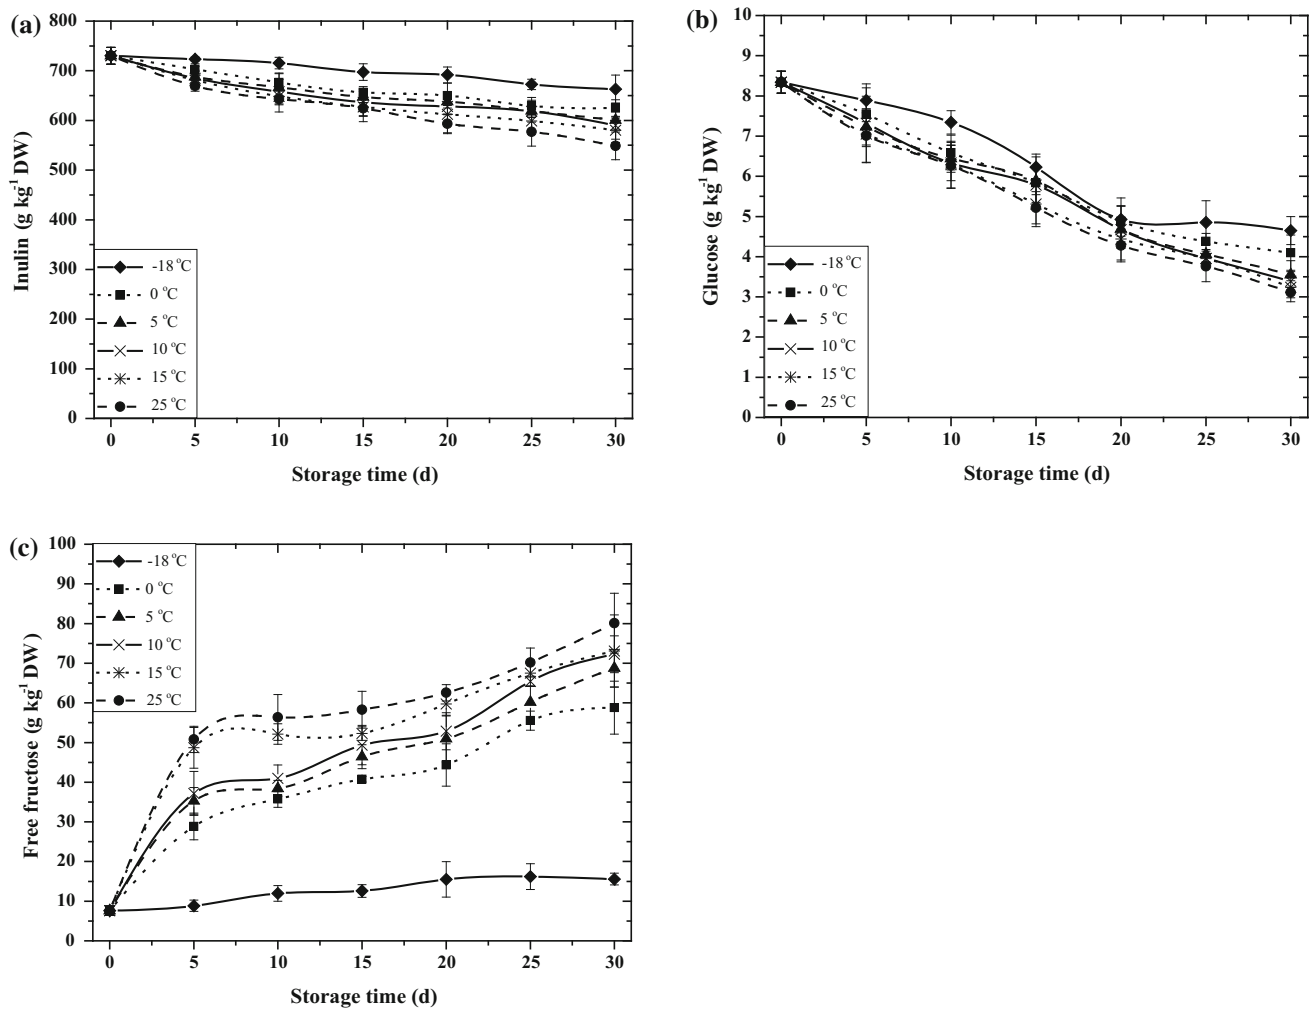 (a)
800
700
600
500
400
300
200
100
0
Inulin (g kg⁻¹ DW)
-18 °C
0 °C
5 °C
10 °C
15 °C
25 °C
0 5 10 15 20 25 30
Storage time (d)
(b)
10
9
8
7
6
5
4
3
2
1
0
Glucose (g kg⁻¹ DW)
-18 °C
0 °C
5 °C
10 °C
15 °C
25 °C
0 5 10 15 20 25 30
Storage time (d)
(c)
100
90
80
70
60
50
40
30
20
10
0
Free fructose (g kg⁻¹ DW)
-18 °C
0 °C
5 °C
10 °C
15 °C
25 °C
0 5 10 15 20 25 30
Storage time (d)